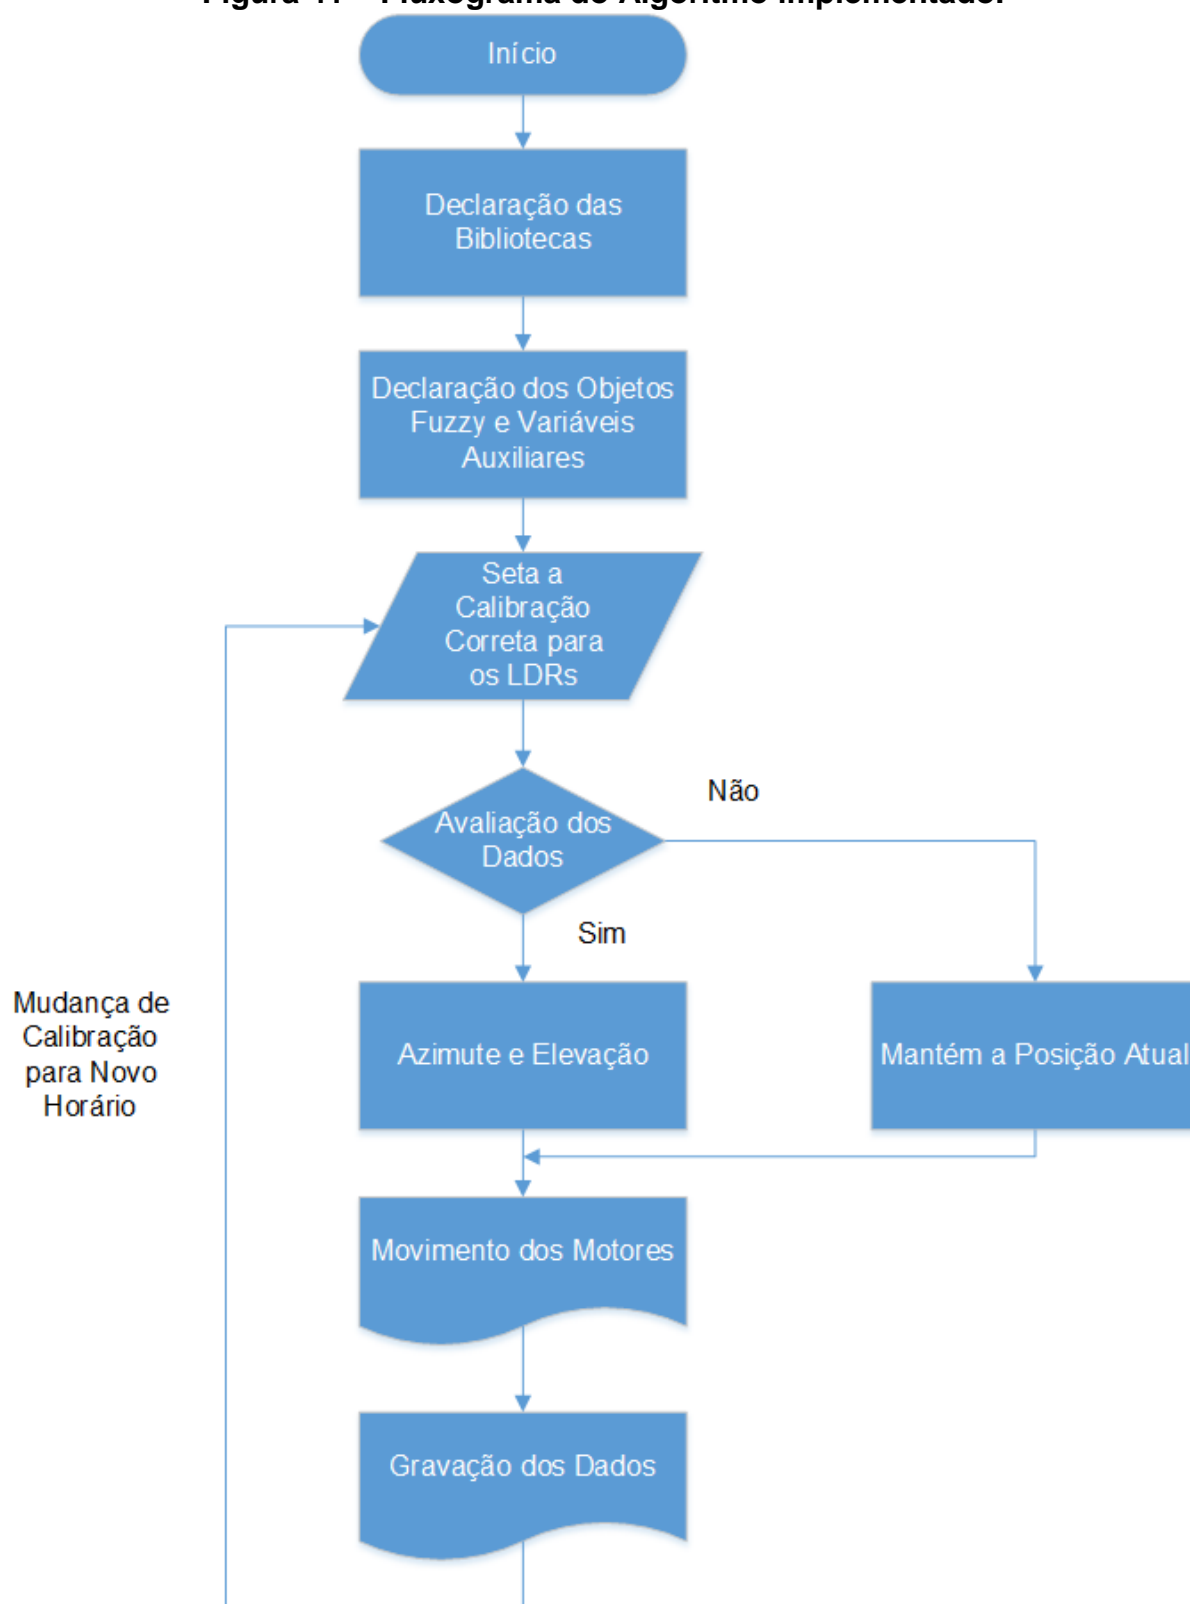 Início
Declaração das
Bibliotecas
Declaração dos Objetos
Fuzzy e Variáveis
Auxiliares
Seta a
Calibração
Correta para
os LDRs
Não
Avaliação dos
Dados
Sim
Mudança de
Calibração
para Novo
Horário
Azimute e Elevação
Mantém a Posição Atual
Movimento dos Motores
Gravação dos Dados